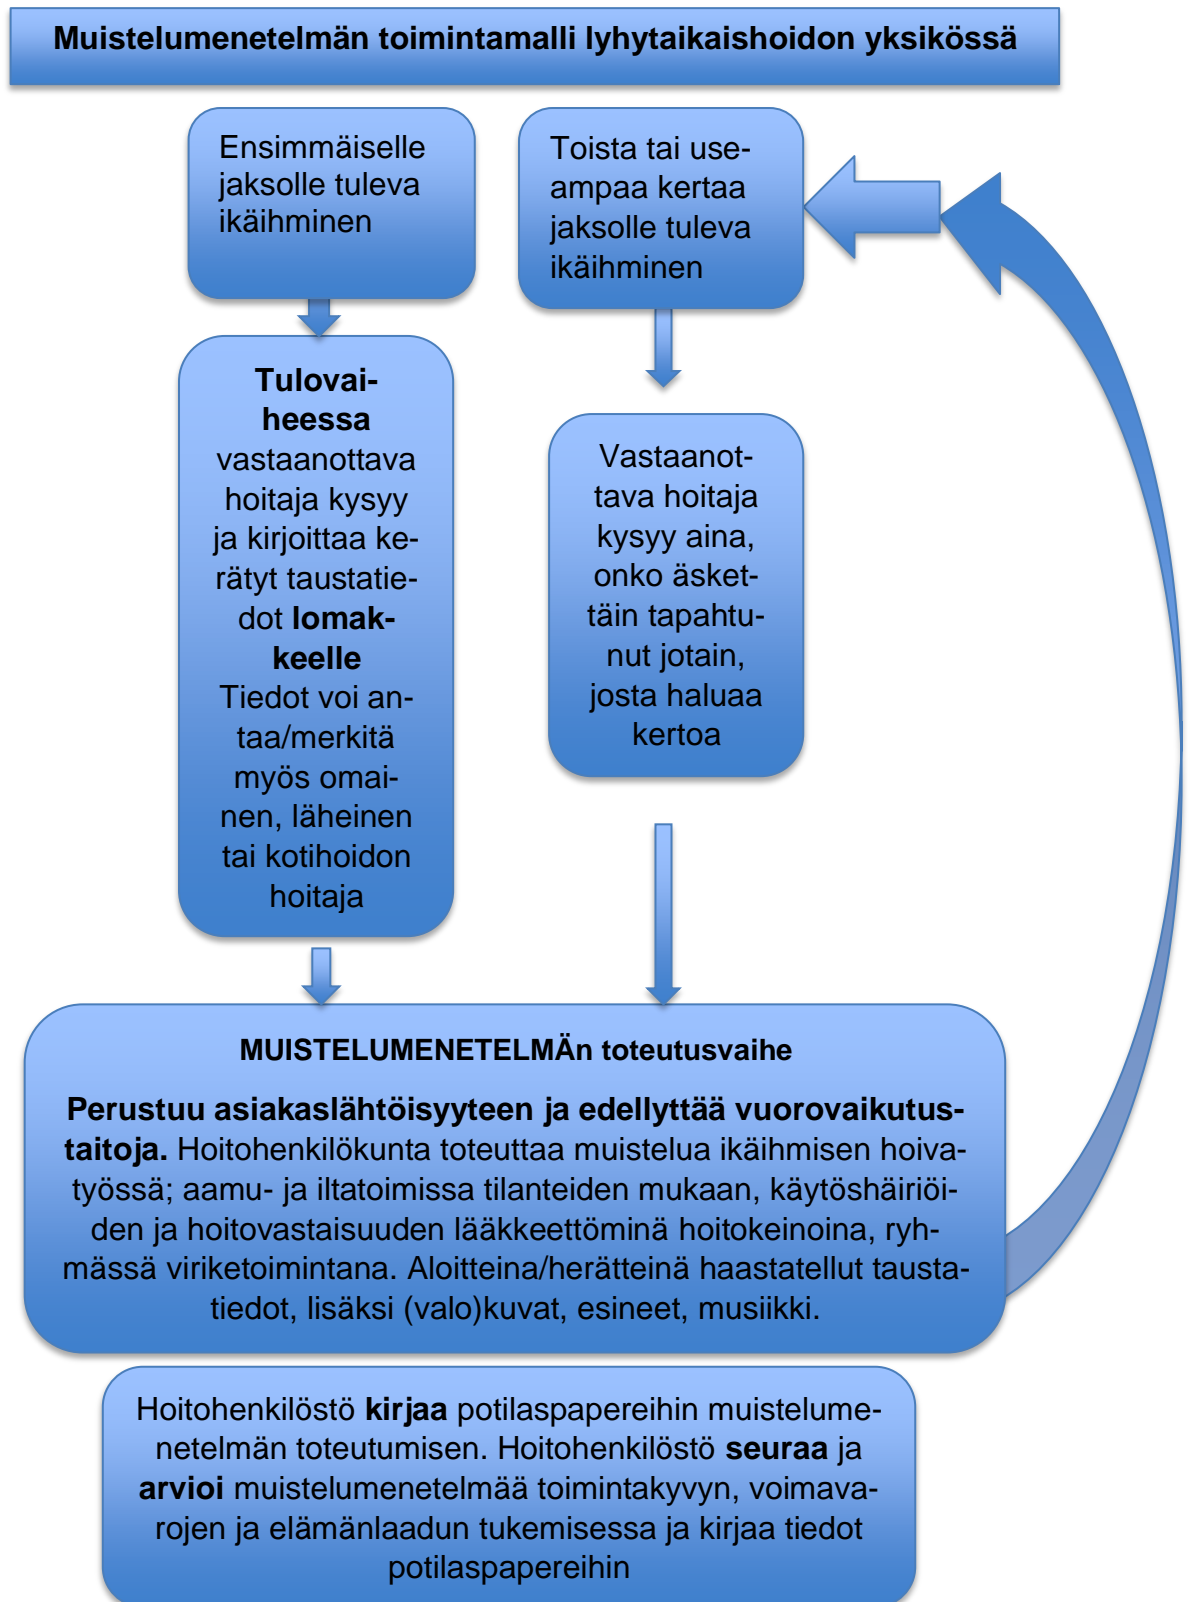 Muistelumenetelmän toimintamalli lyhytaikaishoidon yksikössä
Ensimmäiselle
jaksolle tuleva
ikäihminen
Toista tai use-
ampaa kertaa
jaksolle tuleva
ikäihminen
Tulovai-
heessa
vastaanottava
hoitaja kysyy
ja kirjoittaa ke-
rätyt taustatie-
dot lomak-
keelle
Tiedot voi an-
taa/merkitä
myös omai-
nen, läheinen
tai kotihoidon
hoitaja
Vastaanot-
tava hoitaja
kysyy aina,
onko äsket-
täin tapahtu-
nut jotain,
josta haluaa
kertoa
MUISTELUMENETELMÄn toteutusvaihe
Perustuu asiakaslähtöisyyteen ja edellyttää vuorovaikutus-
taitoja. Hoitohenkilökunta toteuttaa muistelua ikäihmisen hoiva-
työssä; aamu- ja iltatoimissa tilanteiden mukaan, käytöshäiriöi-
den ja hoitovastaisuuden lääkkeettöminä hoitokeinoina, ryh-
mässä viriketoimintana. Aloitteina/herätteinä haastatellut tausta-
tiedot, lisäksi (valo)kuvat, esineet, musiikki.
Hoitohenkilöstö kirjaa potilaspapereihin muistelume-
netelmän toteutumisen. Hoitohenkilöstö seuraa ja
arvioi muistelumenetelmää toimintakyvyn, voimava-
rojen ja elämänlaadun tukemisessa ja kirjaa tiedot
potilaspapereihin